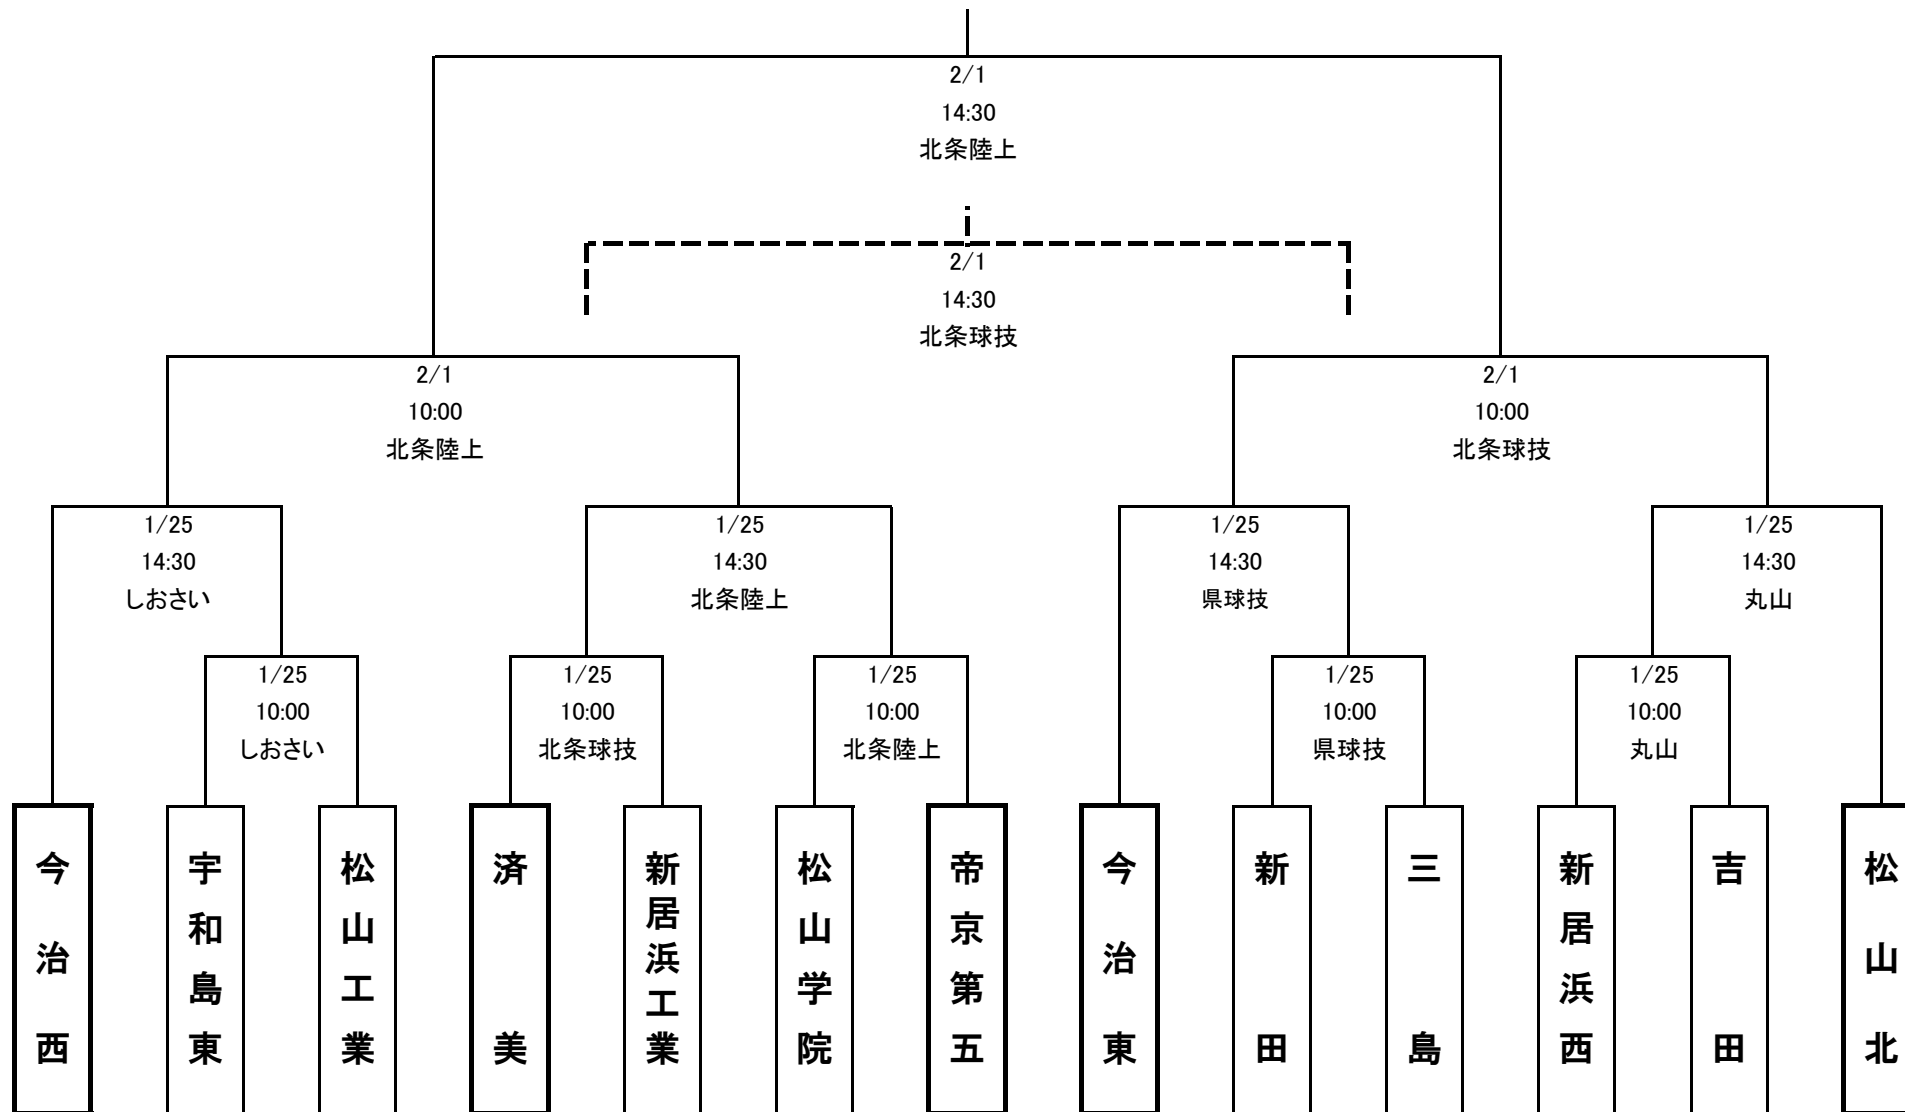 2/1
14:30
北条陸上
2/1
14:30
北条球技
2/1
10:00
北条陸上
2/1
10:00
北条球技
1/25
14:30
しおさい
1/25
14:30
北条陸上
1/25
14:30
県球技
1/25
14:30
丸山
1/25
10:00
しおさい
1/25
10:00
北条球技
1/25
10:00
北条陸上
1/25
10:00
県球技
1/25
10:00
丸山
今治西
宇和島東
松山工業
済美
新居浜工業
松山学院
帝京第五
今治東
新田
三島
新居浜西
吉田
松山北